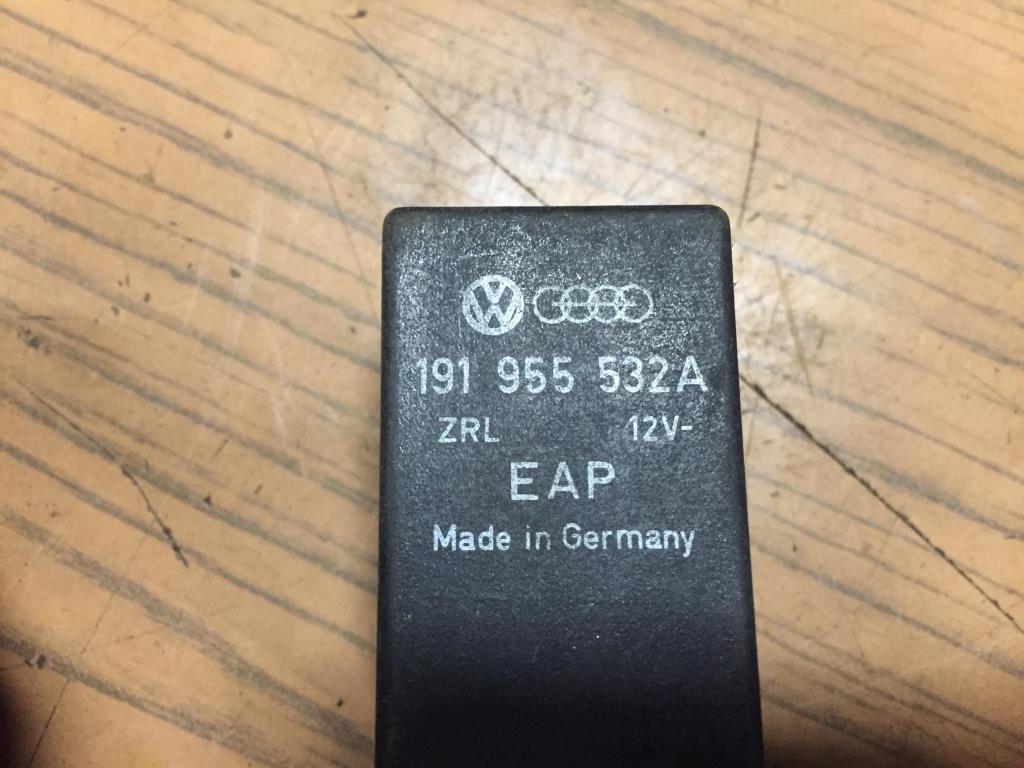 191 955 532A
ZRL 12V-
EAP
Made in Germany